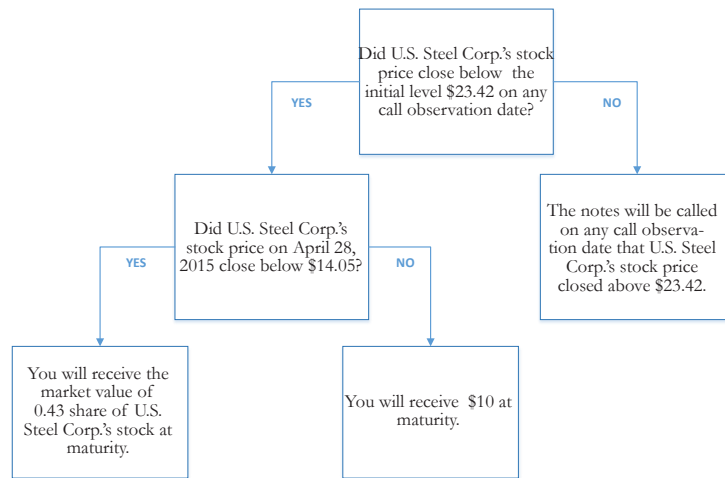 Did U.S. Steel Corp.'s stock
price close below the
initial level $23.42 on any
call observation date?
YES
NO
Did U.S. Steel Corp.'s
stock price on April 28,
2015 close below $14.05?
The notes will be called
on any call observa-
tion date that U.S. Steel
Corp.'s stock price
closed above $23.42.
YES
NO
You will receive the
market value of
0.43 share of U.S.
Steel Corp.'s stock at
maturity.
You will receive $10 at
maturity.